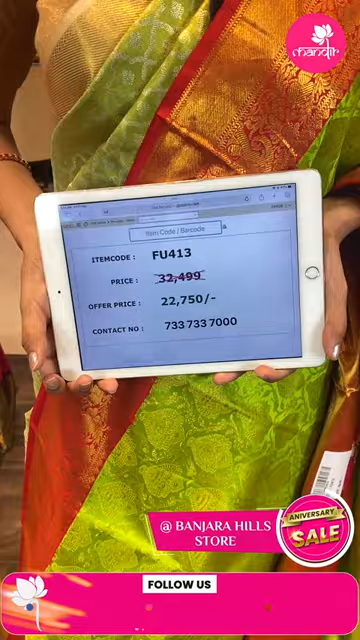 mandir
Item Code / Barcode
ITEMCODE : FU413
PRICE : 32,499
OFFER PRICE : 22,750/-
CONTACT NO : 733 733 7000
@ BANJARA HILLS
STORE
ANIVERSARY
SALE
FOLLOW US